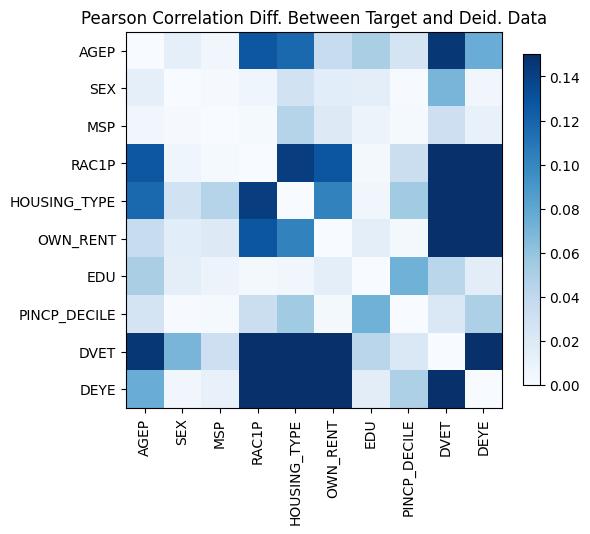 Pearson Correlation Diff. Between Target and Deid. Data
AGEP
SEX
MSP
RAC1P
HOUSING_TYPE
OWN_RENT
EDU
PINCP_DECILE
DVET
DEYE
AGEP
SEX
MSP
RAC1P
HOUSING_TYPE
OWN_RENT
EDU
PINCP_DECILE
DVET
DEYE
0.14
0.12
0.10
0.08
0.06
0.04
0.02
0.00